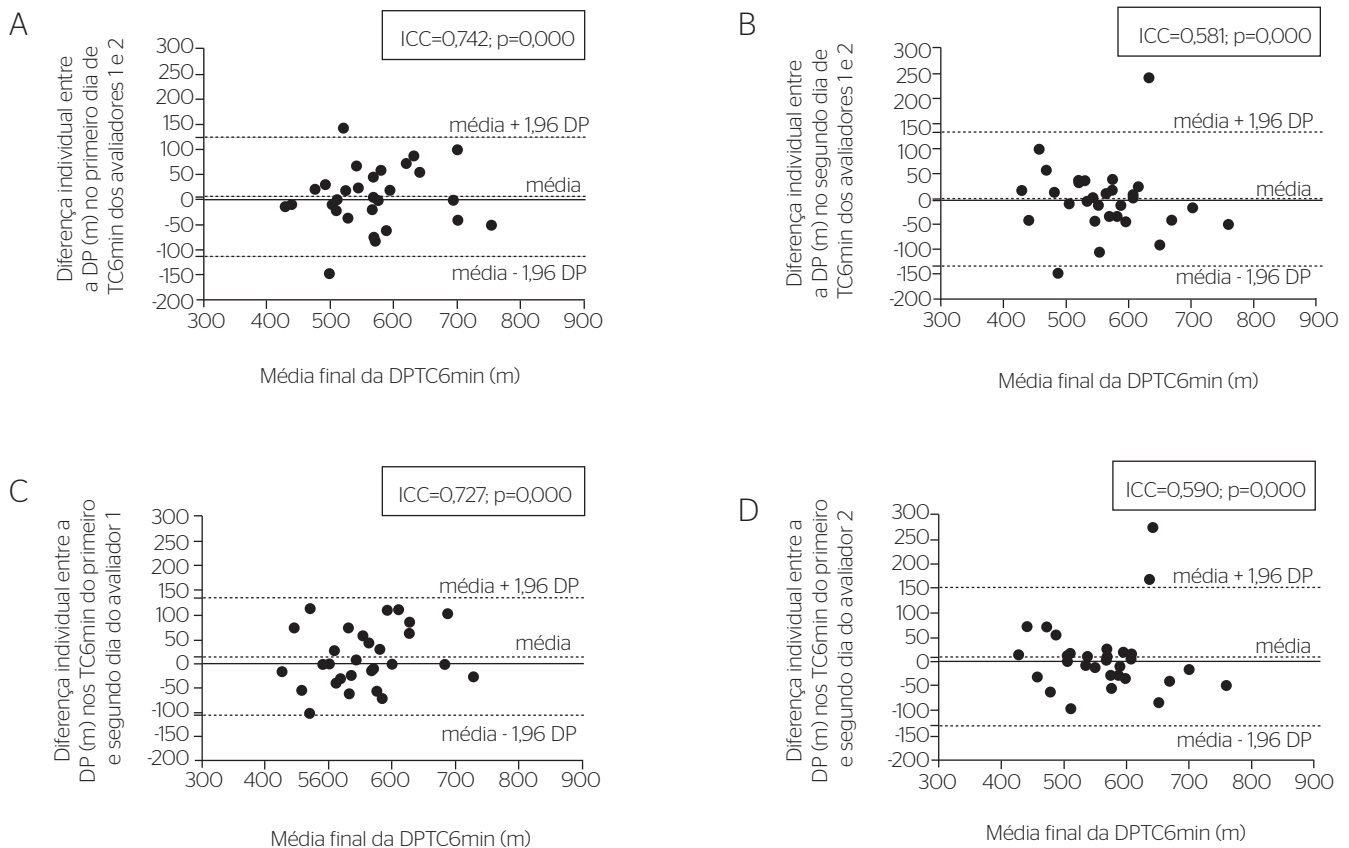 A
ICC=0,742; p=0,000
Diferença individual entre
a DP (m) no primeiro dia de
TC6min dos avaliadores 1 e 2
300
250
200
150
100
50
0
-50
-100
-150
-200
média + 1,96 DP
média
média - 1,96 DP
300 400 500 600 700 800 900
Média final da DPTC6min (m)
B
ICC=0,581; p=0,000
Diferença individual entre
a DP (m) no segundo dia de
TC6min dos avaliadores 1 e 2
300
250
200
150
100
50
0
-50
-100
-150
-200
média + 1,96 DP
média
média - 1,96 DP
300 400 500 600 700 800 900
Média final da DPTC6min (m)
C
ICC=0,727; p=0,000
Diferença individual entre a
DP (m) nos TC6min do primeiro
e segundo dia do avaliador 1
300
250
200
150
100
50
0
-50
-100
-150
-200
média + 1,96 DP
média
média - 1,96 DP
300 400 5600 600 700 800 900
Média final da DPTC6min (m)
D
ICC=0,590; p=0,000
Diferença individual entre a
DP (m) nos TC6min do primeiro
e segundo dia do avaliador 2
300
250
200
150
100
50
0
-50
-100
-150
-200
média + 1,96 DP
média
média - 1,96 DP
300 400 500 600 700 800 900
Média final da DPTC6min (m)